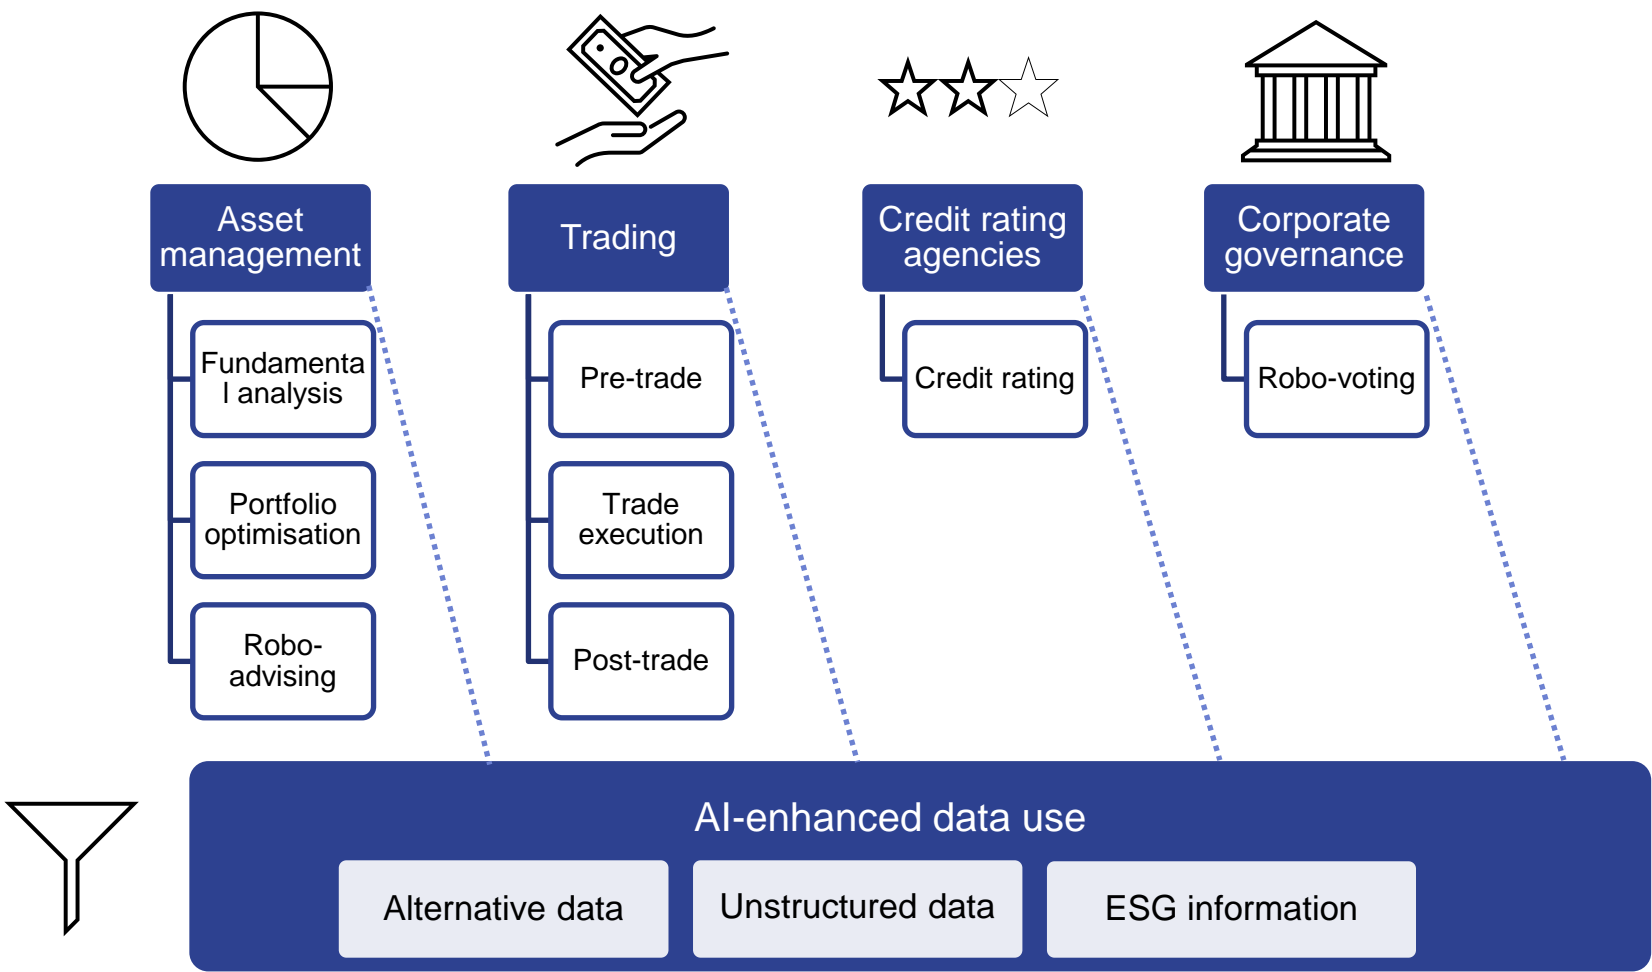 Asset
management
Trading
Credit rating
agencies
Corporate
governance
Fundamenta
l analysis
Pre-trade
Credit rating
Robo-voting
Portfolio
optimisation
Trade
execution
Robo-
advising
Post-trade
AI-enhanced data use
Alternative data
Unstructured data
ESG information